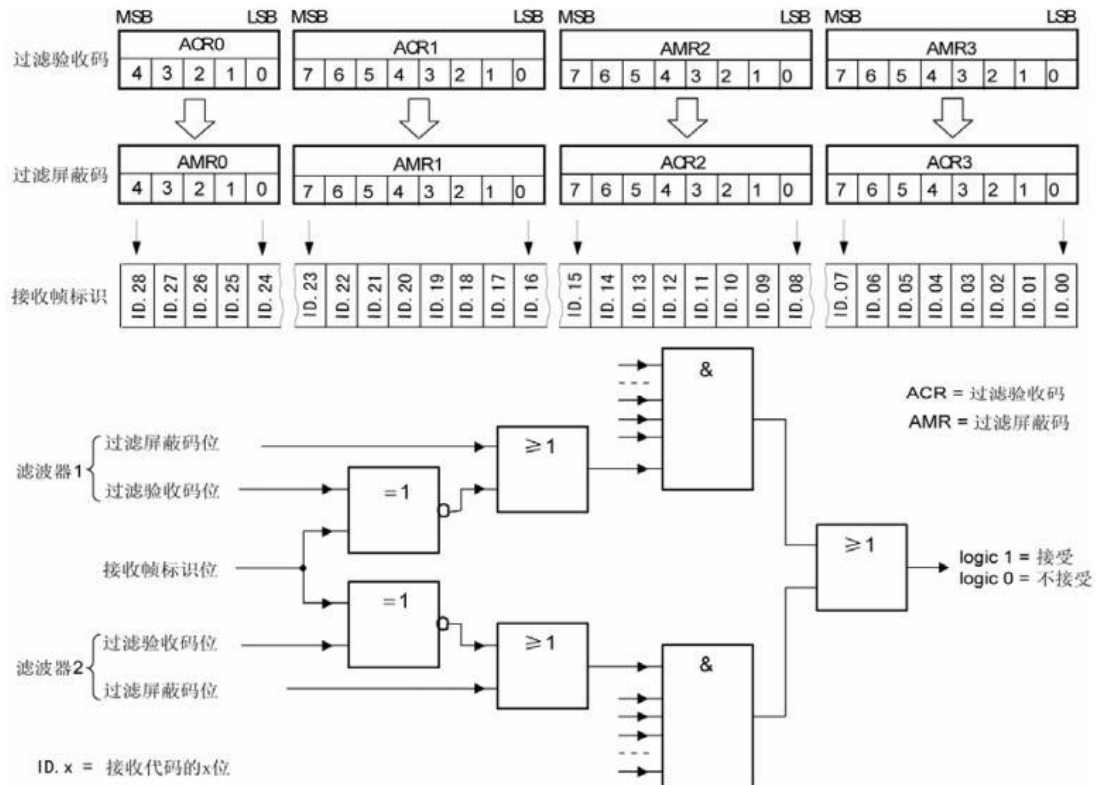 MSB LSB MSB LSB MSB LSB MSB LSB
过滤验收码 ACR0 ACR1 AMR2 AMR3
4 3 2 1 0 7 6 5 4 3 2 1 0 7 6 5 4 3 2 1 0 7 6 5 4 3 2 1 0
过滤屏蔽码 AMR0 AMR1 ACR2 ACR3
4 3 2 1 0 7 6 5 4 3 2 1 0 7 6 5 4 3 2 1 0 7 6 5 4 3 2 1 0
接收帧标识 ID.28 ID.27 ID.26 ID.25 ID.24 ID.23 ID.22 ID.21 ID.20 ID.19 ID.18 ID.17 ID.16 ID.15 ID.14 ID.13 ID.12 ID.11 ID.10 ID.09 ID.08 ID.07 ID.06 ID.05 ID.04 ID.03 ID.02 ID.01 ID.00
&
ACR = 过滤验收码
AMR = 过滤屏蔽码
滤波器1
过滤屏蔽码位
过滤验收码位
≥1
=1
接收帧标识位
≥1
logic 1 = 接受
logic 0 = 不接受
=1
滤波器2
过滤验收码位
过滤屏蔽码位
≥1
&
ID.x = 接收代码的x位